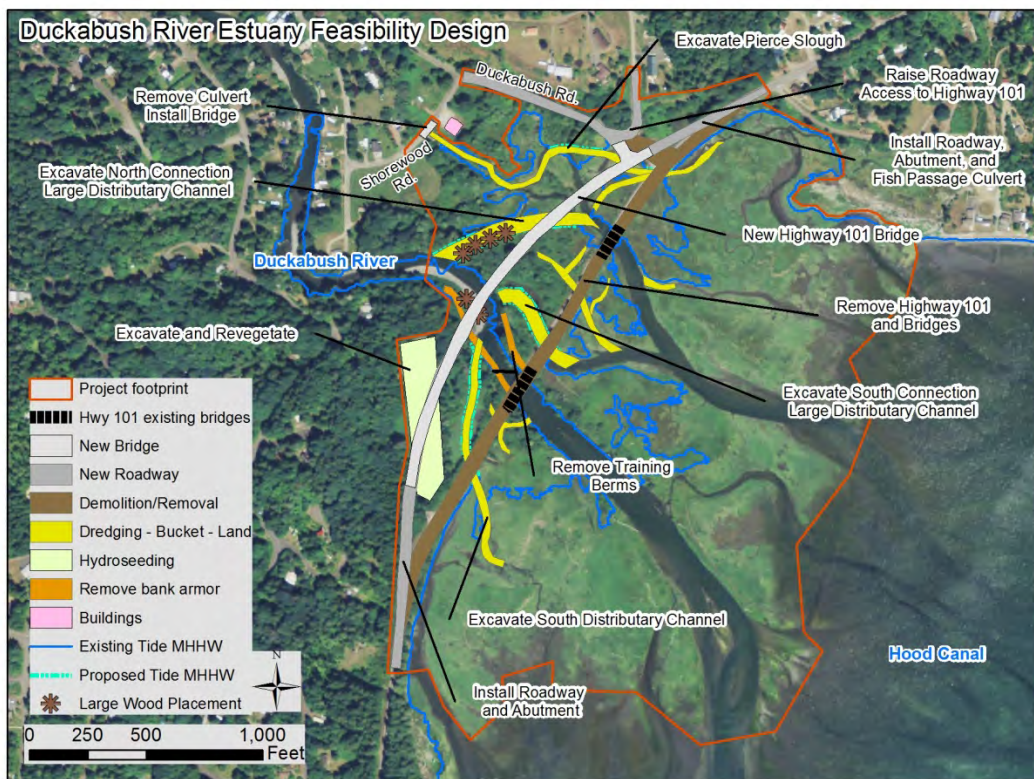 Duckabush River Estuary Feasibility Design
Excavate Pierce Slough
Duckabush Rd.
Raise Roadway
Access to Highway 101
Remove Culvert
Install Bridge
Shorewood
Rd.
Install Roadway,
Abutment, and
Fish Passage Culvert
Excavate North Connection
Large Distributary Channel
New Highway 101 Bridge
Duckabush River
Remove Highway 101
and Bridges
Excavate and Revegetate
Excavate South Connection
Large Distributary Channel
Remove Training
Berms
Excavate South Distributary Channel
Hood Canal
Install Roadway
and Abutment
Project footprint
Hwy 101 existing bridges
New Bridge
New Roadway
Demolition/Removal
Dredging - Bucket - Land
Hydroseeding
Remove bank armor
Buildings
Existing Tide MHHW
Proposed Tide MHHW
Large Wood Placement
N
0 250 500 1,000
Feet